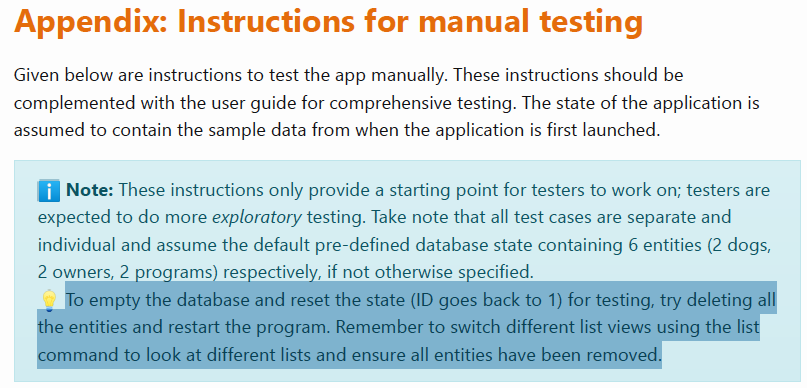 Appendix: Instructions for manual testing
Given below are instructions to test the app manually. These instructions should be
complemented with the user guide for comprehensive testing. The state of the application is
assumed to contain the sample data from when the application is first launched.
ℹ️ Note: These instructions only provide a starting point for testers to work on; testers are
expected to do more exploratory testing. Take note that all test cases are separate and
individual and assume the default pre-defined database state containing 6 entities (2 dogs,
2 owners, 2 programs) respectively, if not otherwise specified.
💡 To empty the database and reset the state (ID goes back to 1) for testing, try deleting all
the entities and restart the program. Remember to switch different list views using the list
command to look at different lists and ensure all entities have been removed.